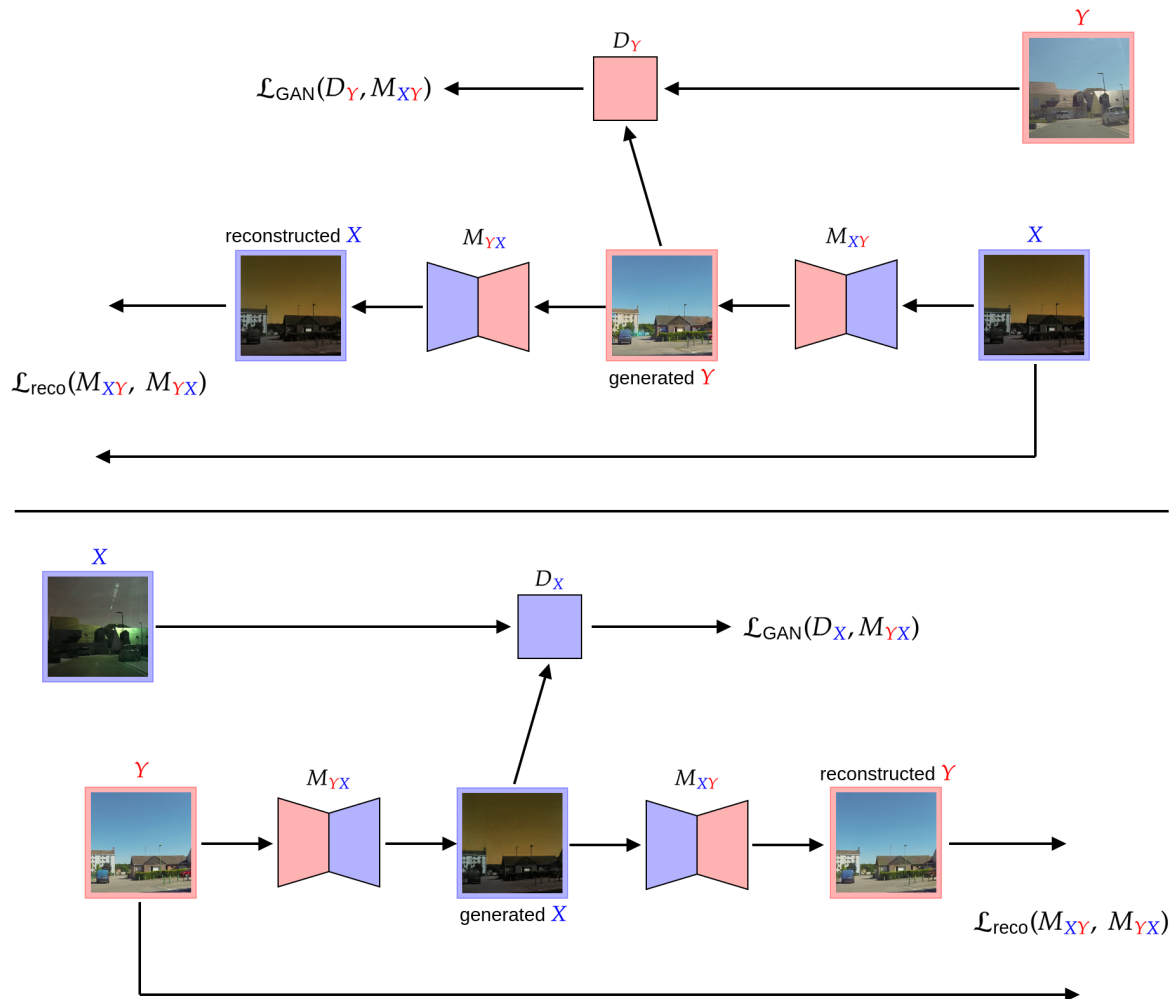 Y
D_Y
𝓛_GAN(D_Y, M_XY)
reconstructed X
M_YX
M_XY
X
generated Y
𝓛_reco(M_XY, M_YX)
X
D_X
𝓛_GAN(D_X, M_YX)
Y
M_YX
M_XY
reconstructed Y
generated X
𝓛_reco(M_XY, M_YX)